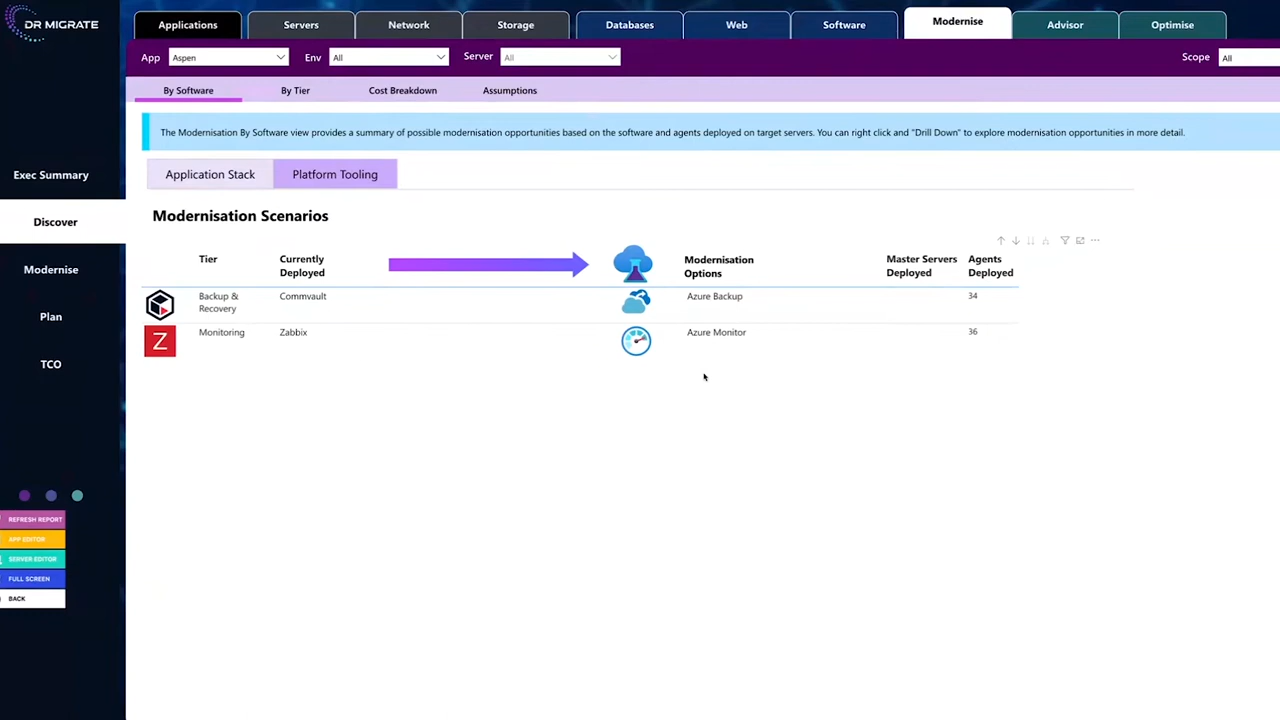 DR MIGRATE
Applications
Servers
Network
Storage
Databases
Web
Software
Modernise
Advisor
Optimise
App
Aspen
Env
All
Server
All
Scope
All
By Software
By Tier
Cost Breakdown
Assumptions
The Modernisation By Software view provides a summary of possible modernisation opportunities based on the software and agents deployed on target servers. You can right click and "Drill Down" to explore modernisation opportunities in more detail.
Application Stack
Platform Tooling
Exec Summary
Discover
Modernise
Plan
TCO
Modernisation Scenarios
Tier
Currently
Deployed
Modernisation
Options
Master Servers
Deployed
Agents
Deployed
Backup &
Recovery
Commvault
Azure Backup
34
Z
Monitoring
Zabbix
Azure Monitor
36
REFRESH REPORT
APP EDITOR
SERVER EDITOR
FULL SCREEN
BACK